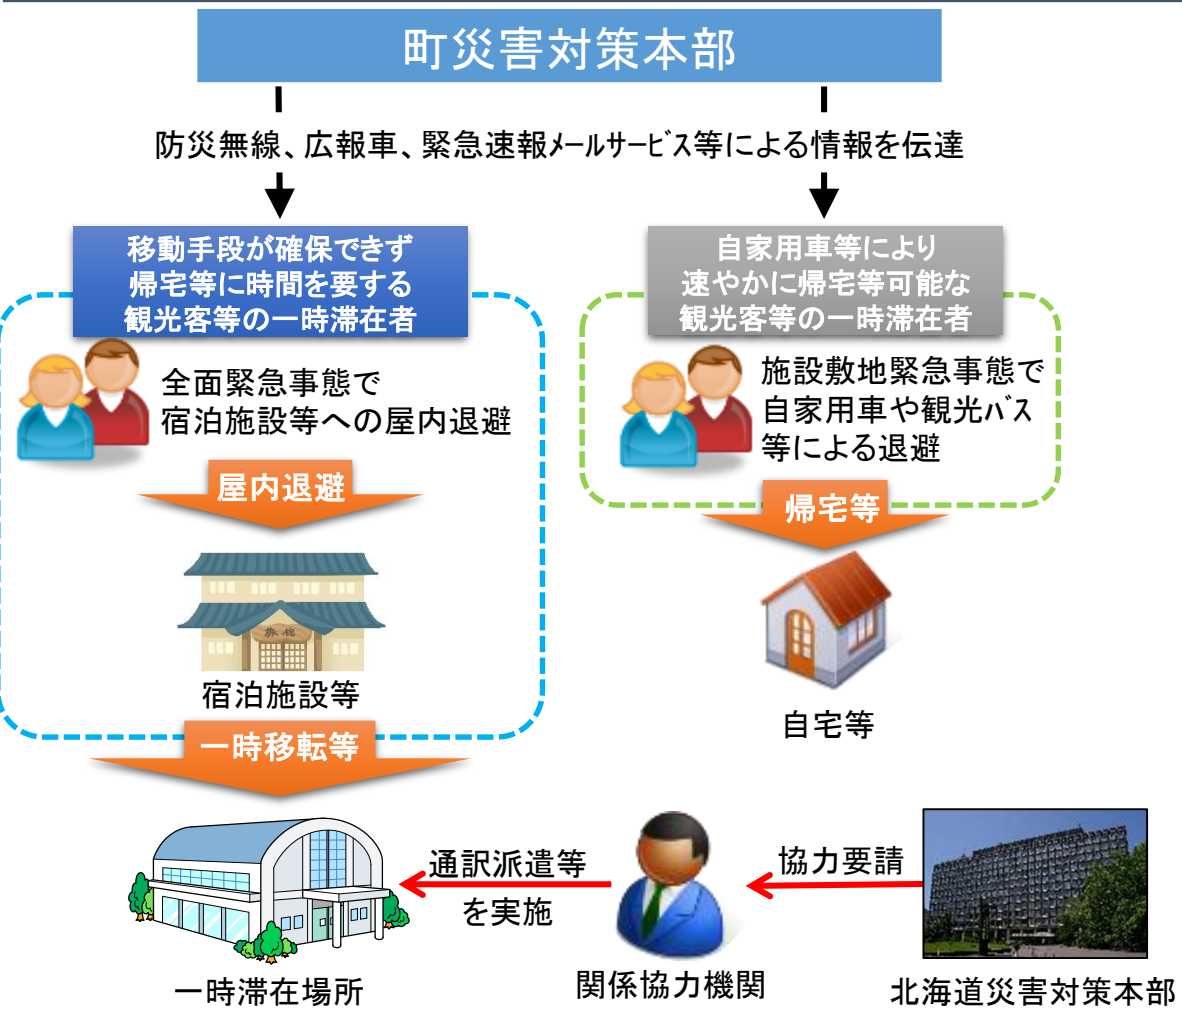 町災害対策本部
防災無線、広報車、緊急速報ﾒｰﾙｻｰﾋﾞｽ等による情報を伝達
移動手段が確保できず
帰宅等に時間を要する
観光客等の一時滞在者
全面緊急事態で
宿泊施設等への屋内退避
屋内退避
旅館
宿泊施設等
一時移転等
自家用車等により
速やかに帰宅等可能な
観光客等の一時滞在者
施設敷地緊急事態で
自家用車や観光ﾊﾞｽ
等による退避
帰宅等
自宅等
一時滞在場所
通訳派遣等
を実施
関係協力機関
協力要請
北海道災害対策本部